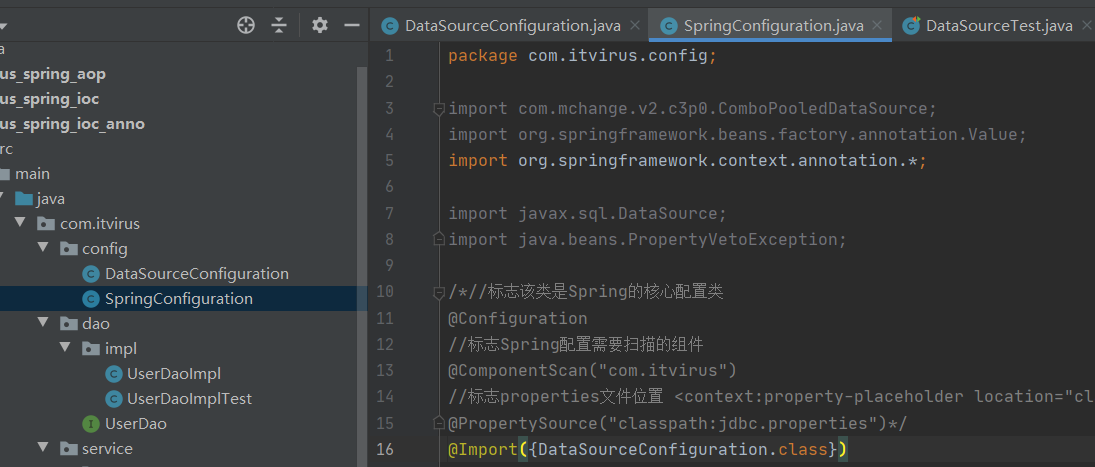 DataSourceConfiguration.java
SpringConfiguration.java
DataSourceTest.java
a
us_spring_aop
us_spring_ioc
us_spring_ioc_anno
rc
main
java
com.itvirus
config
DataSourceConfiguration
SpringConfiguration
dao
impl
UserDaoImpl
UserDaoImplTest
UserDao
service
1 package com.itvirus.config;
2
3 import com.mchange.v2.c3p0.ComboPooledDataSource;
4 import org.springframework.beans.factory.annotation.Value;
5 import org.springframework.context.annotation.*;
6
7 import javax.sql.DataSource;
8 import java.beans.PropertyVetoException;
9
10 /*//标志该类是Spring的核心配置类
11 @Configuration
12 //标志Spring配置需要扫描的组件
13 @ComponentScan("com.itvirus")
14 //标志properties文件位置 <context:property-placeholder location="cl
15 @PropertySource("classpath:jdbc.properties")*/
16 @Import({DataSourceConfiguration.class})